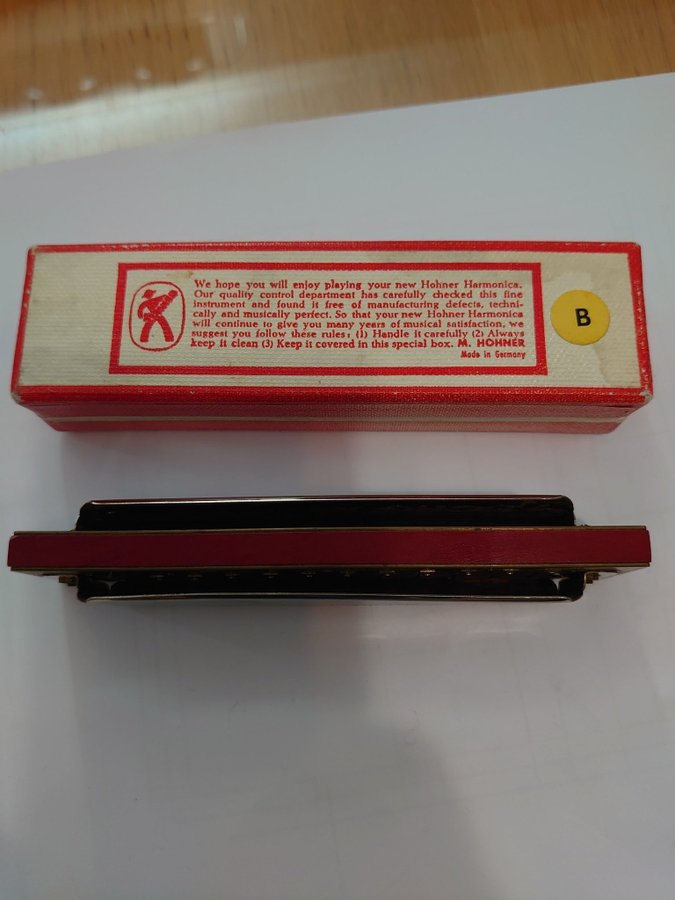 We hope you will enjoy playing your new Hohner Harmonica.
Our quality control department has carefully checked this fine
instrument and found it free of manufacturing defects, techni-
cally and musically perfect. So that your new Hohner Harmonica
will continue to give you many years of musical satisfaction, we
suggest you follow these rules: (1) Handle it carefully (2) Always
keep it clean (3) Keep it covered in this special box. M. HOHNER
Made in Germany
B